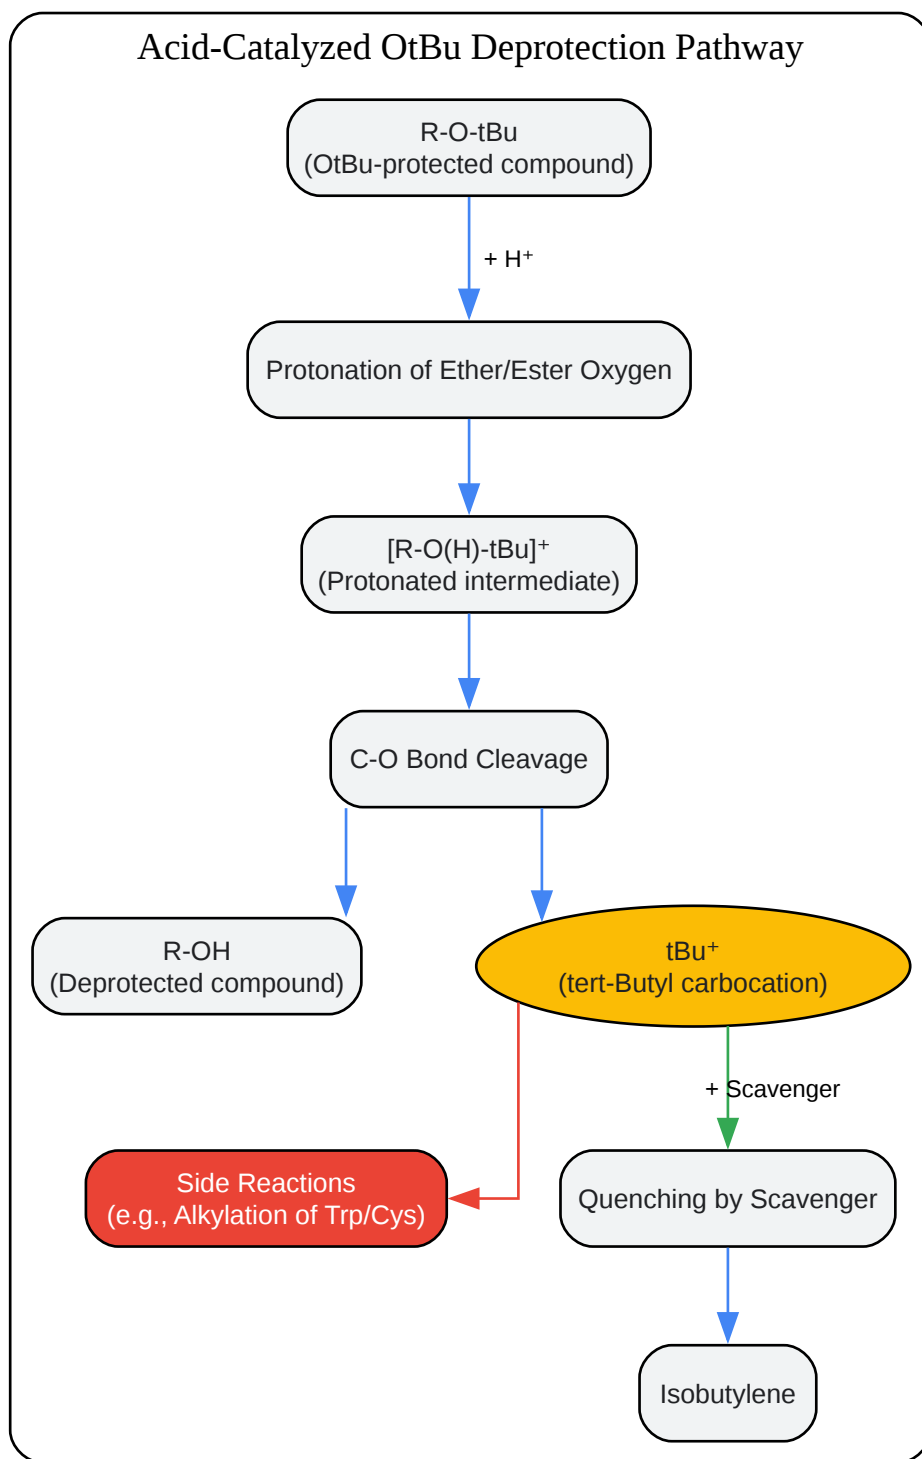 Acid-Catalyzed OtBu Deprotection Pathway
R-O-tBu
(OtBu-protected compound)
+ H⁺
Protonation of Ether/Ester Oxygen
[R-O(H)-tBu]⁺
(Protonated intermediate)
C-O Bond Cleavage
R-OH
(Deprotected compound)
tBu⁺
(tert-Butyl carbocation)
+ Scavenger
Side Reactions
(e.g., Alkylation of Trp/Cys)
Quenching by Scavenger
Isobutylene